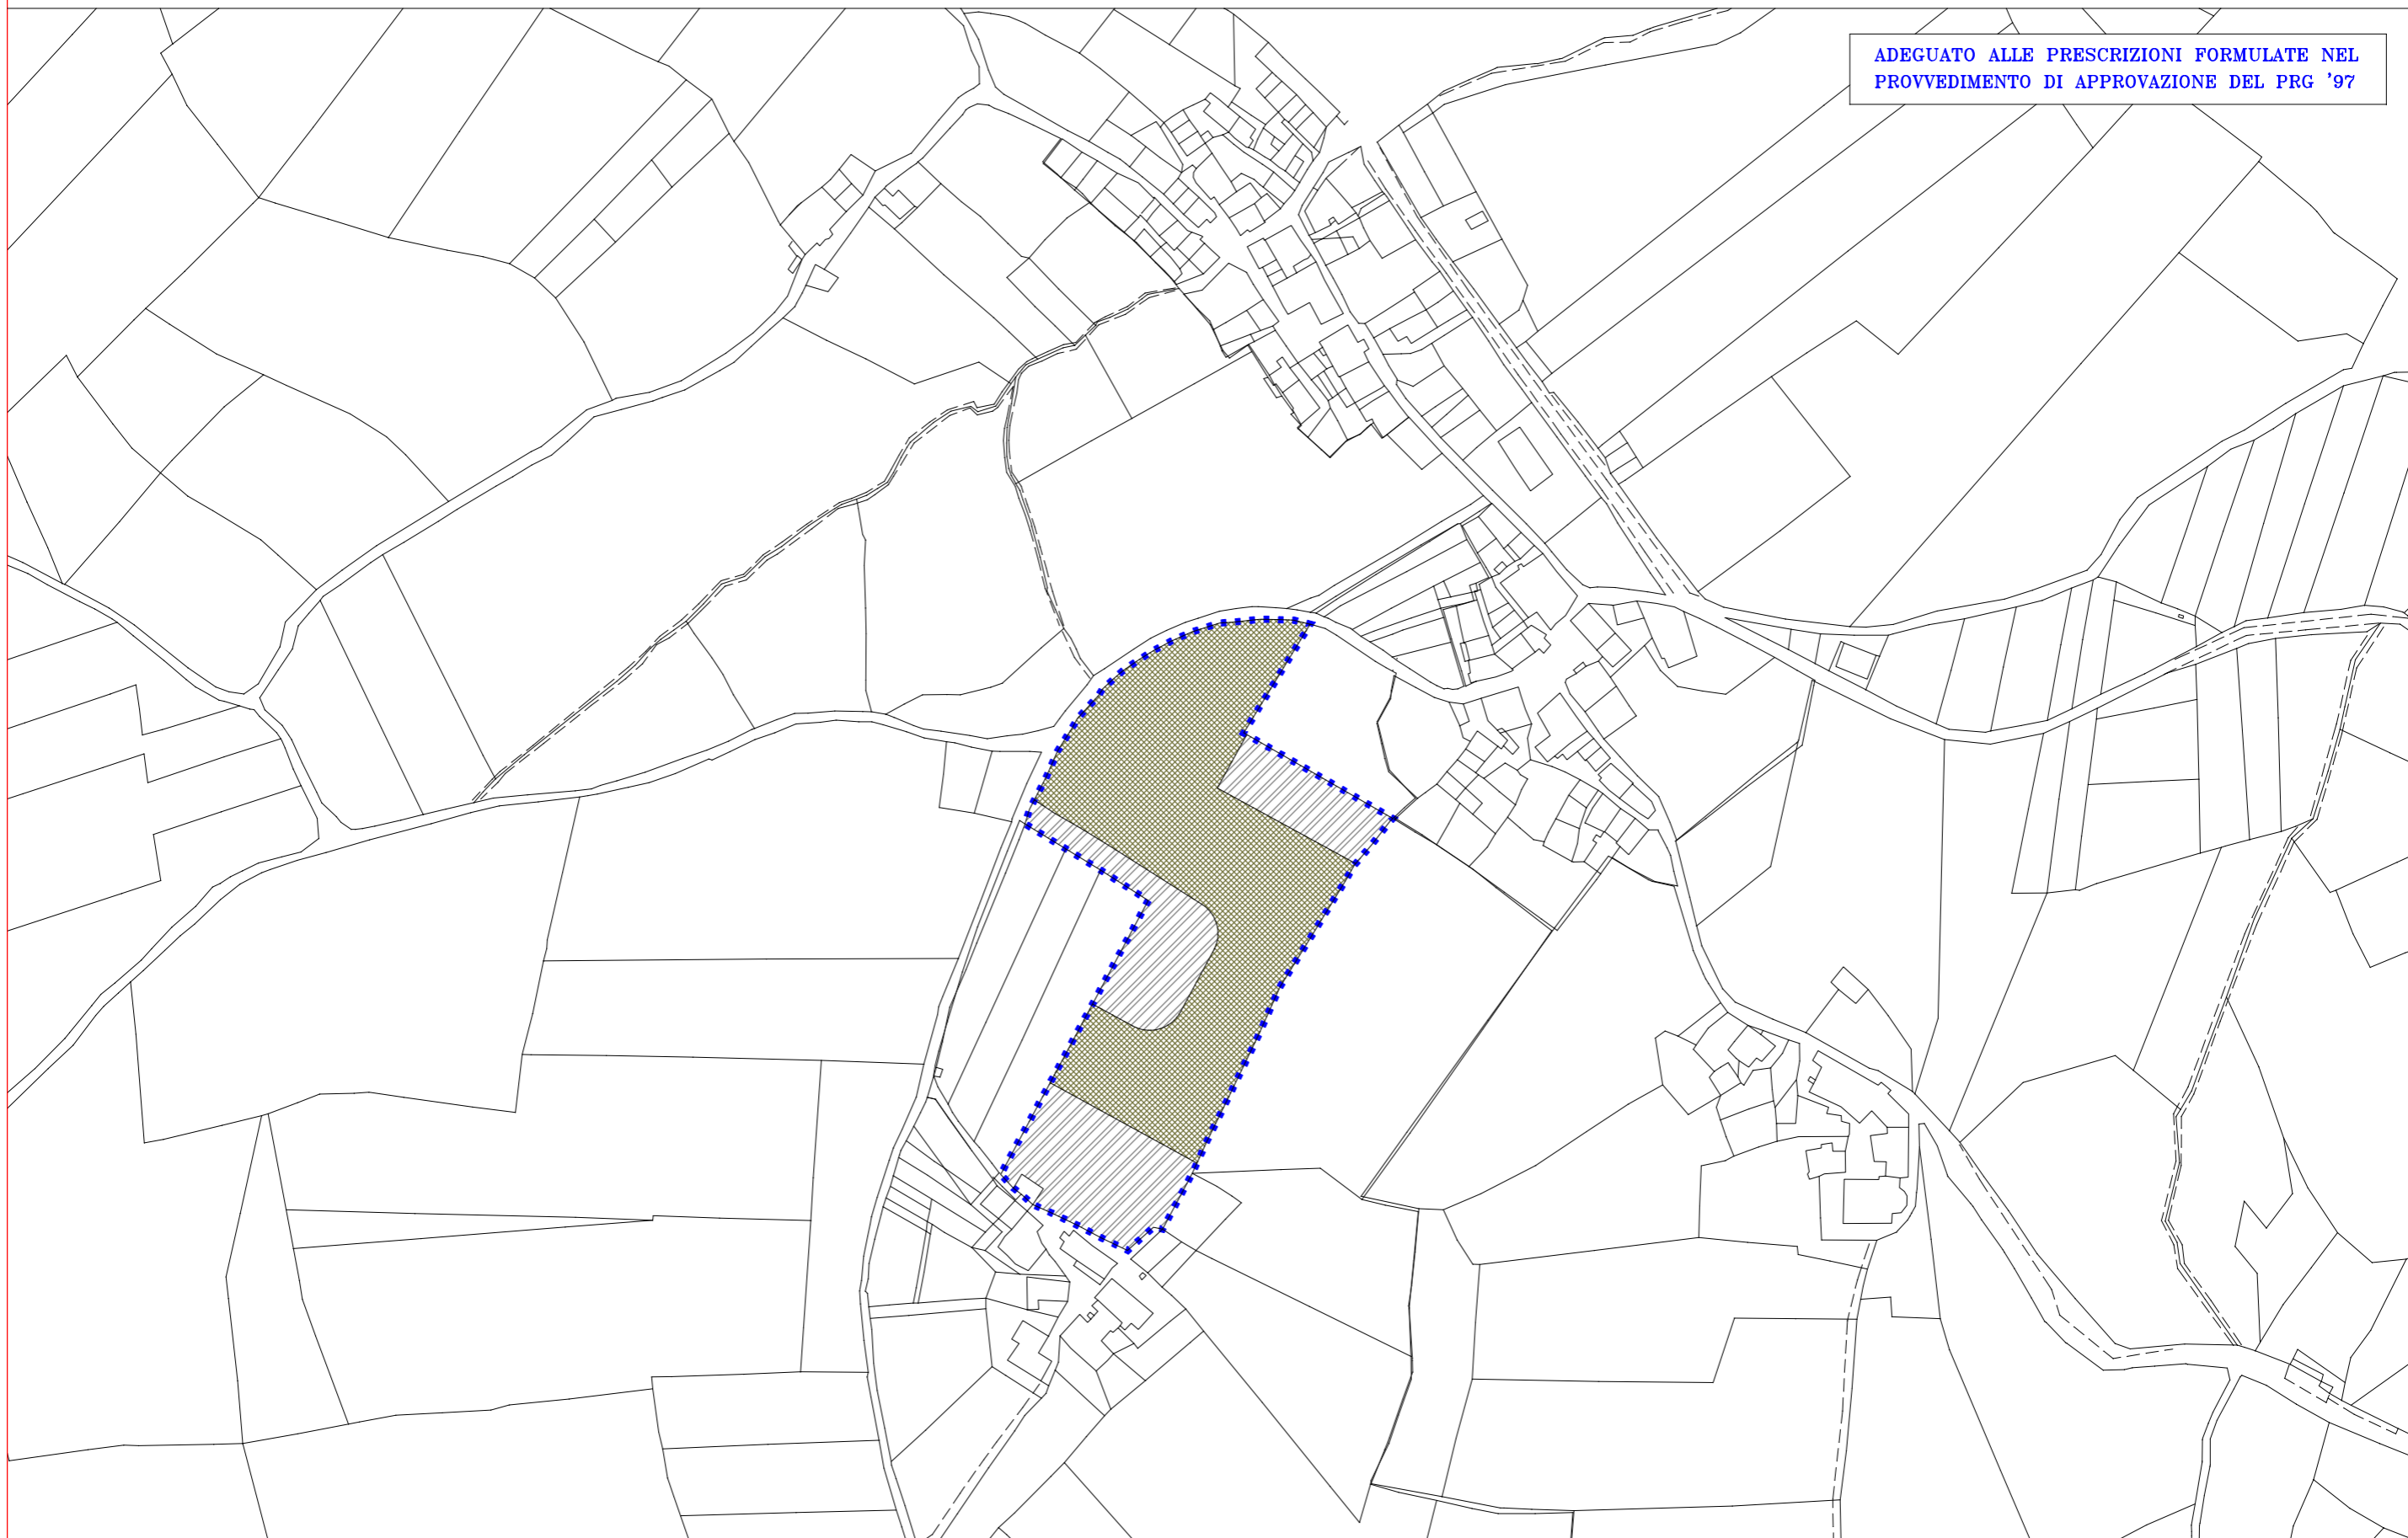 ADEGUATO ALLE PRESCRIZIONI FORMULATE NEL
PROVVEDIMENTO DI APPROVAZIONE DEL PRG '97